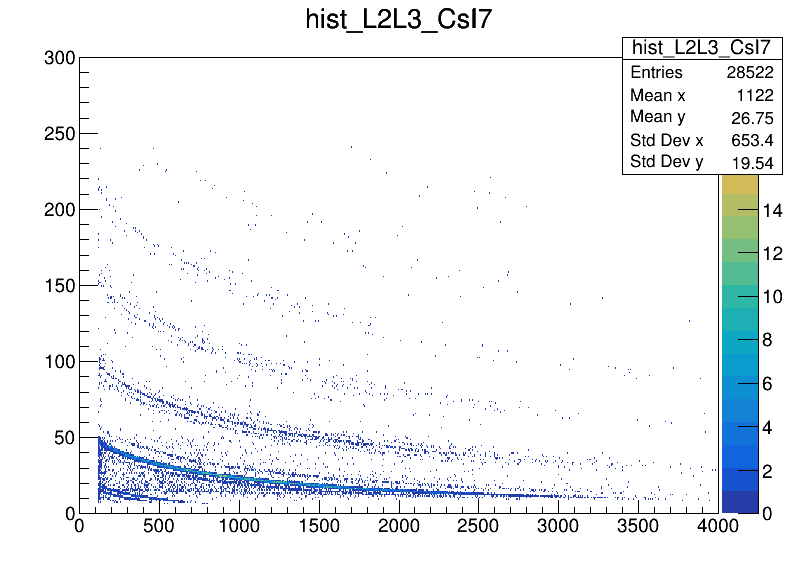 hist_L2L3_CsI7
hist_L2L3_CsI7
Entries 28522
Mean x 1122
Mean y 26.75
Std Dev x 653.4
Std Dev y 19.54
300
250
200
150
100
50
0
0 500 1000 1500 2000 2500 3000 3500 4000
14
12
10
8
6
4
2
0